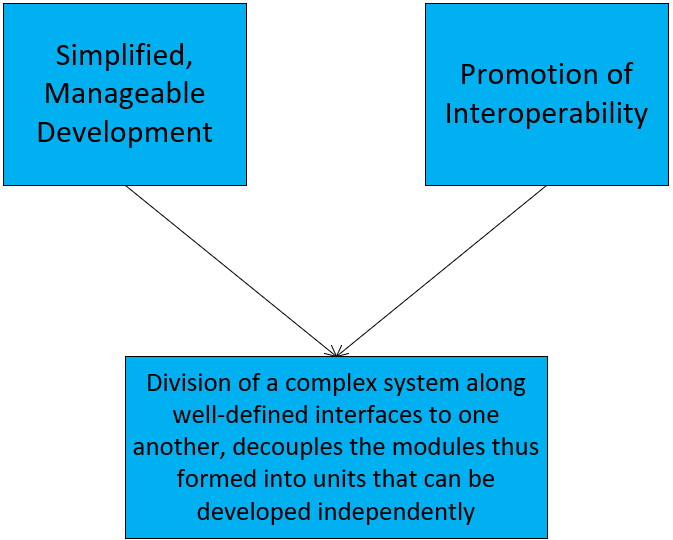 Simplified,
Manageable
Development
Promotion of
Interoperability
Division of a complex system along
well-defined interfaces to one
another, decouples the modules thus
formed into units that can be
developed independently